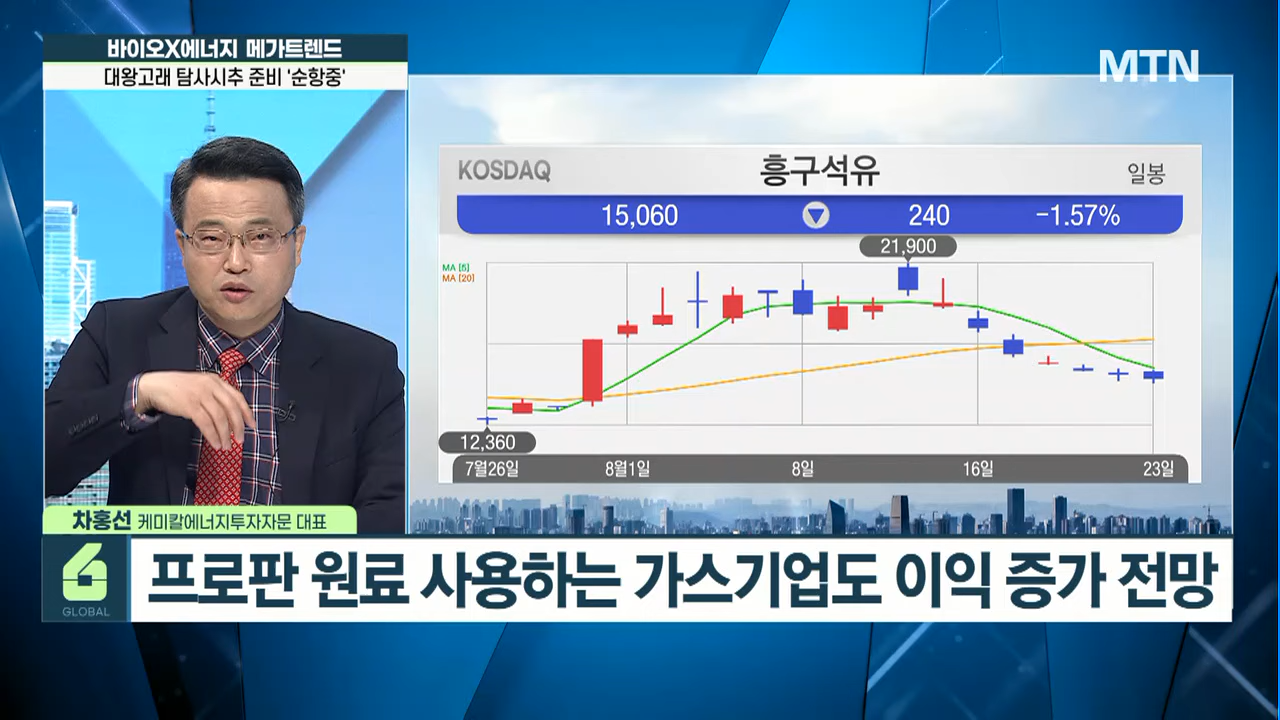 바이오X에너지 메가트렌드
대왕고래 탐사시추 준비 '순항중'
MTN
KOSDAQ 흥구석유 일봉
15,060 240 -1.57%
21,900
MA [5]
MA [20]
12,360
7월26일 8월1일 8일 16일 23일
차홍선 케미칼에너지투자자문 대표
GLOBAL
프로판 원료 사용하는 가스기업도 이익 증가 전망